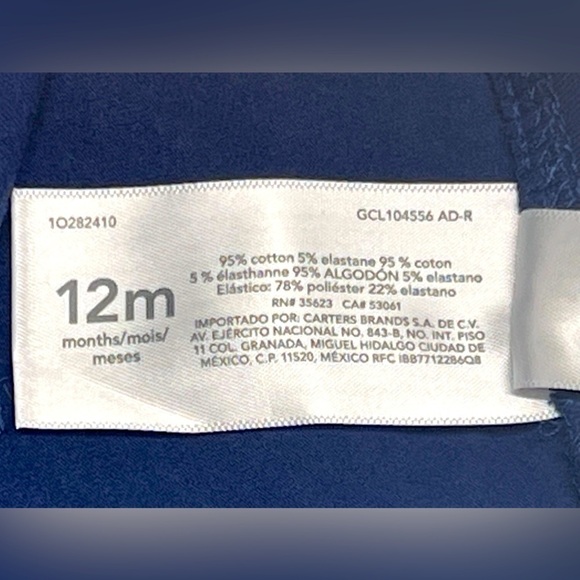 1O282410
GCL104556 AD-R
12m
months/mois/
meses
95% cotton 5% elastane 95 % coton
5 % élasthanne 95% ALGODÓN 5% elastano
Elástico: 78% poliéster 22% elastano
RN# 35623 CA# 53061
IMPORTADO POR: CARTERS BRANDS S.A. DE C.V.
AV. EJÉRCITO NACIONAL NO. 843-B, NO. INT. PISO
11 COL. GRANADA, MIGUEL HIDALGO CIUDAD DE
MÉXICO, C.P. 11520, MÉXICO RFC IBB7712286Q8